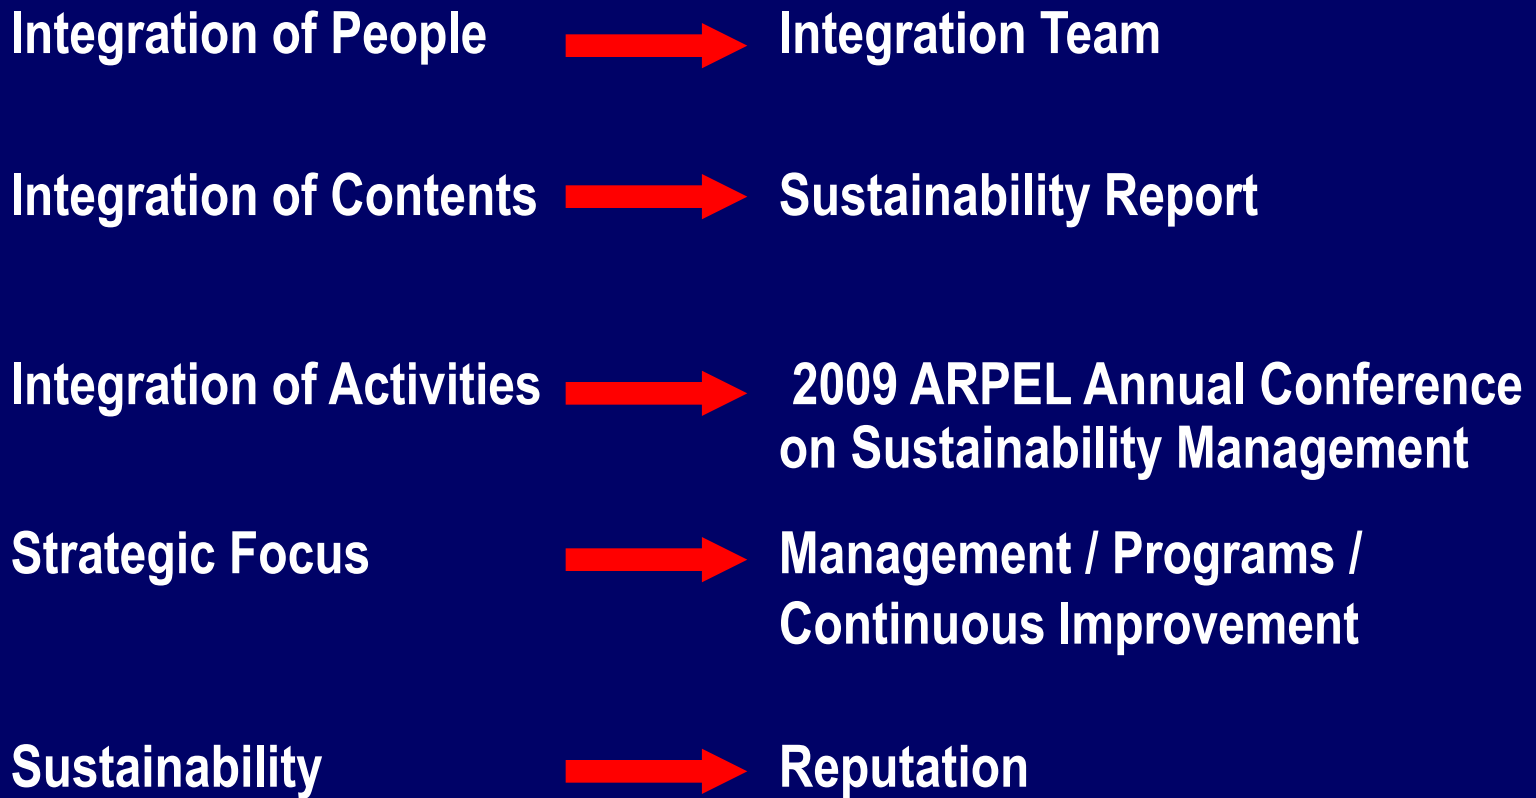 Integration of People Integration Team
Integration of Contents Sustainability Report
Integration of Activities 2009 ARPEL Annual Conference
on Sustainability Management
Strategic Focus Management / Programs /
Continuous Improvement
Sustainability Reputation